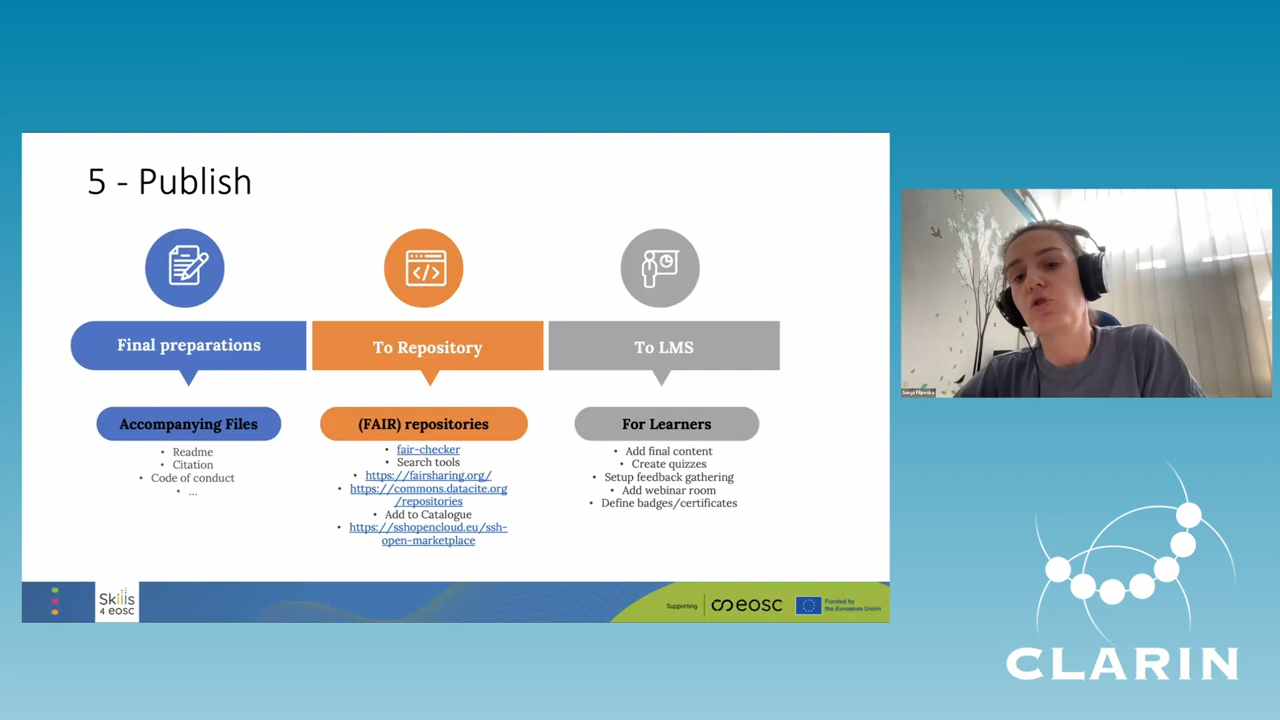 5 - Publish
Final preparations
To Repository
To LMS
Accompanying Files
• Readme
• Citation
• Code of conduct
• ...
(FAIR) repositories
• fair-checker
• Search tools
• https://fairsharing.org/
• https://commons.datacite.org
/repositories
• Add to Catalogue
• https://sshopencloud.eu/ssh-
open-marketplace
For Learners
• Add final content
• Create quizzes
• Setup feedback gathering
• Add webinar room
• Define badges/certificates
Skills
4 eosc
Supporting
eosc
Funded by
the European Union
Sonja Filiposka
CLARIN